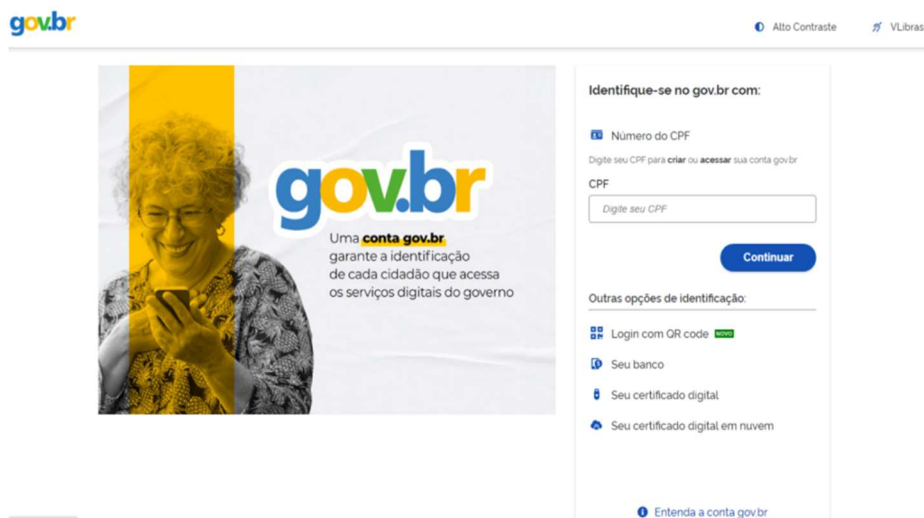 gov.br
Alto Contraste
VLibras
gov.br
Uma conta gov.br
garante a identificação
de cada cidadão que acessa
os serviços digitais do governo
Identifique-se no gov.br com:
Número do CPF
Digite seu CPF para criar ou acessar sua conta gov.br
CPF
Digite seu CPF
Continuar
Outras opções de identificação:
Login com QR code NOVO
Seu banco
Seu certificado digital
Seu certificado digital em nuvem
Entenda a conta gov.br